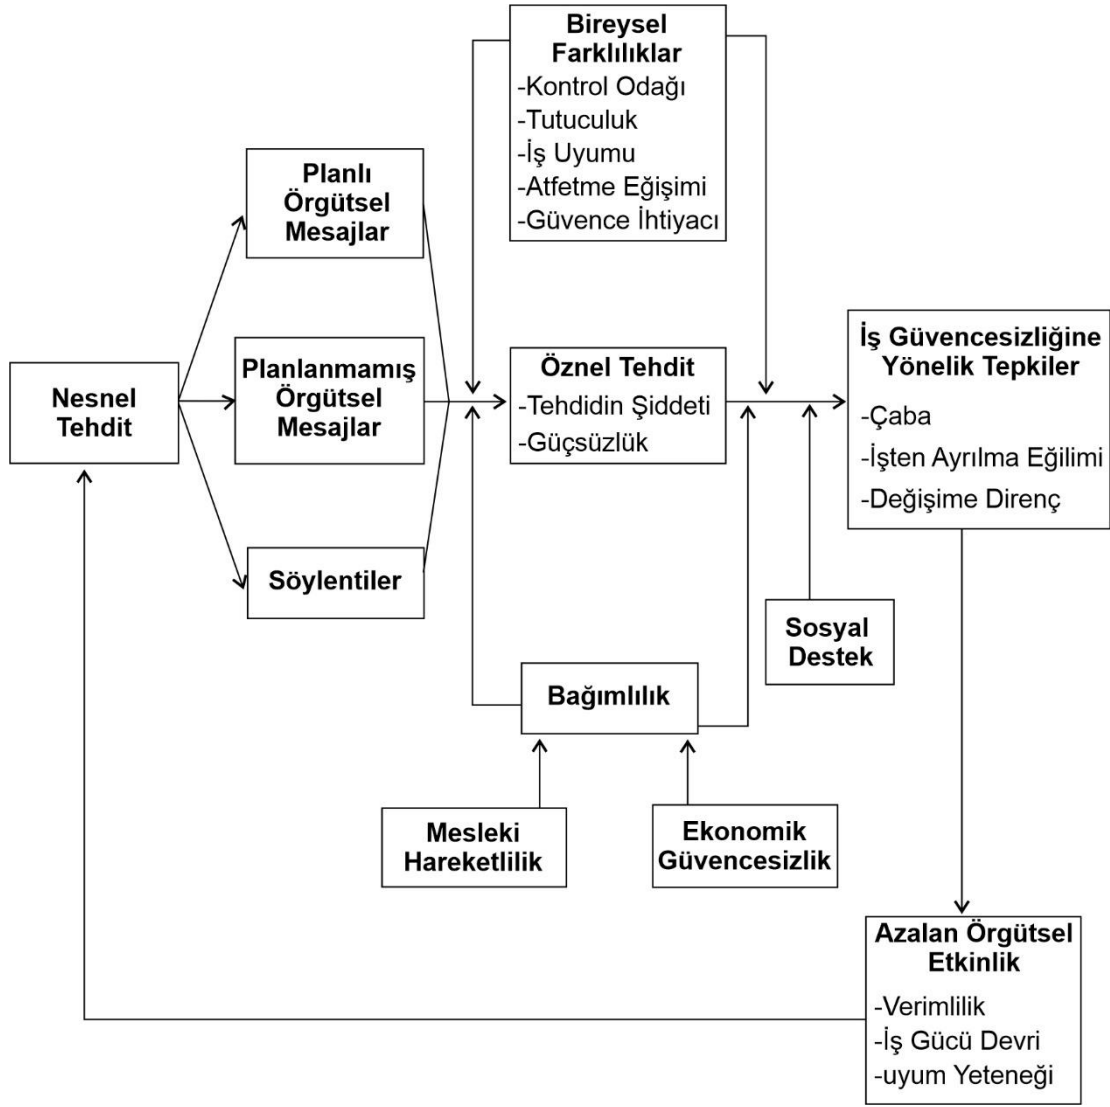 Bireysel
Farklılıklar
-Kontrol Odağı
-Tutuculuk
-İş Uyumu
-Atfetme Eğişimi
-Güvence İhtiyacı
Planlı
Örgütsel
Mesajlar
Nesnel
Tehdit
Planlanmamış
Örgütsel
Mesajlar
Söylentiler
Öznel Tehdit
-Tehdidin Şiddeti
-Güçsüzlük
İş Güvencesizliğine
Yönelik Tepkiler
-Çaba
-İşten Ayrılma Eğilimi
-Değişime Direnç
Sosyal
Destek
Bağımlılık
Mesleki
Hareketlilik
Ekonomik
Güvencesizlik
Azalan Örgütsel
Etkinlik
-Verimlilik
-İş Gücü Devri
-uyum Yeteneği